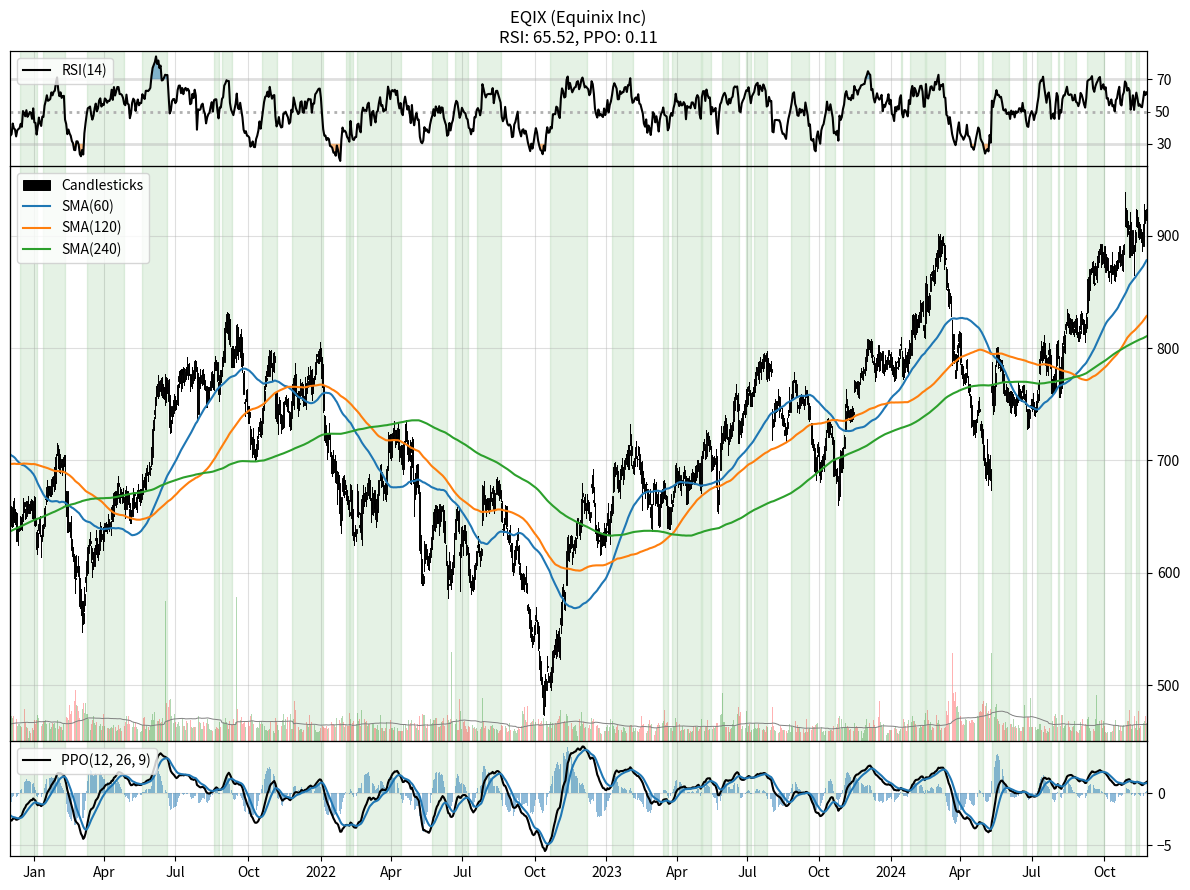 EQIX (Equinix Inc)
RSI: 65.52, PPO: 0.11
RSI(14)
70
50
30
Candlesticks
SMA(60)
SMA(120)
SMA(240)
900
800
700
600
500
PPO(12, 26, 9)
0
−5
Jan Apr Jul Oct 2022 Apr Jul Oct 2023 Apr Jul Oct 2024 Apr Jul Oct